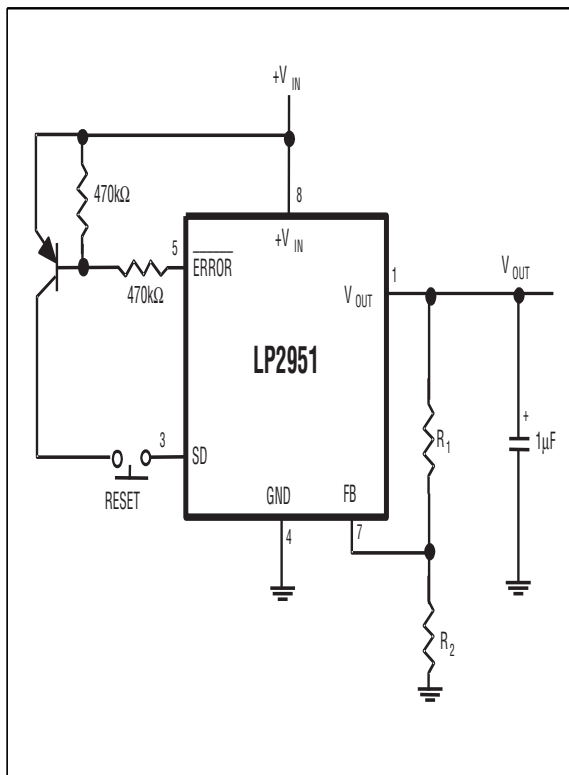 +V IN
8
470kΩ
+V IN
5
ERROR
470kΩ
1
V OUT
V OUT
LP2951
R1
+
1µF
3
SD
RESET
GND
FB
4
7
R2